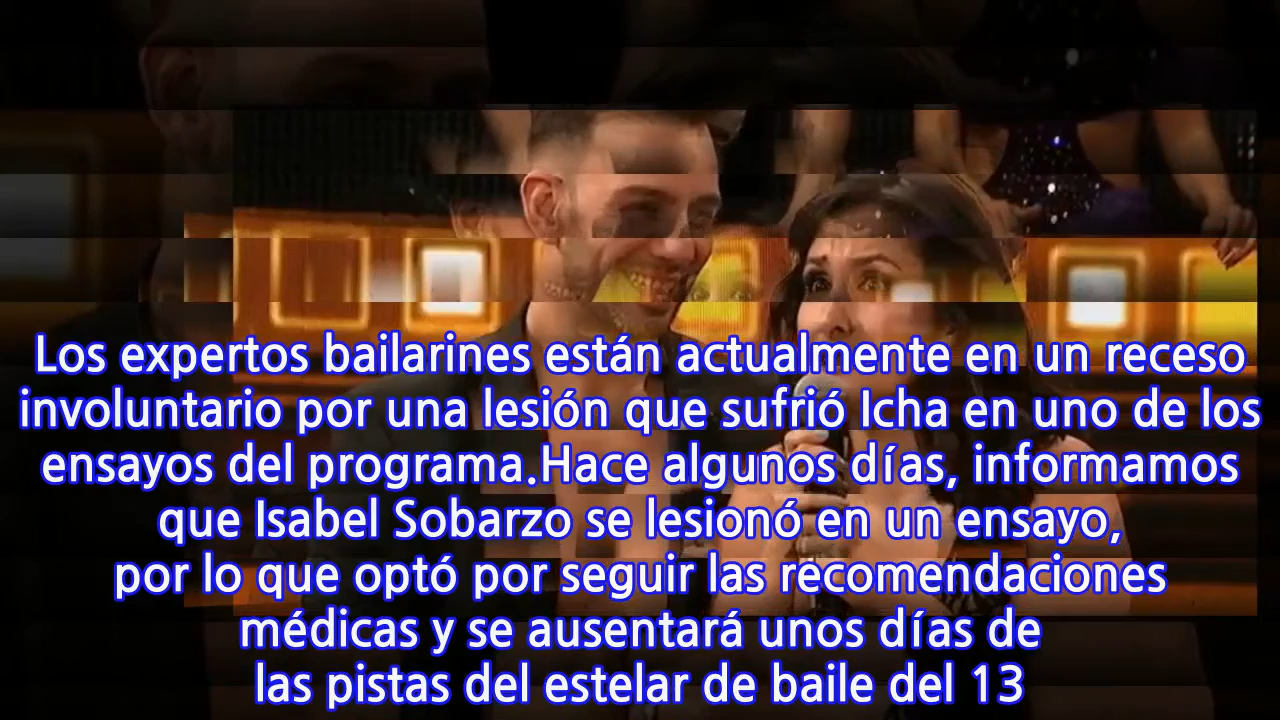 Los expertos bailarines están actualmente en un receso
involuntario por una lesión que sufrió Icha en uno de los
ensayos del programa.Hace algunos días, informamos
que Isabel Sobarzo se lesionó en un ensayo,
por lo que optó por seguir las recomendaciones
médicas y se ausentará unos días de
las pistas del estelar de baile del 13